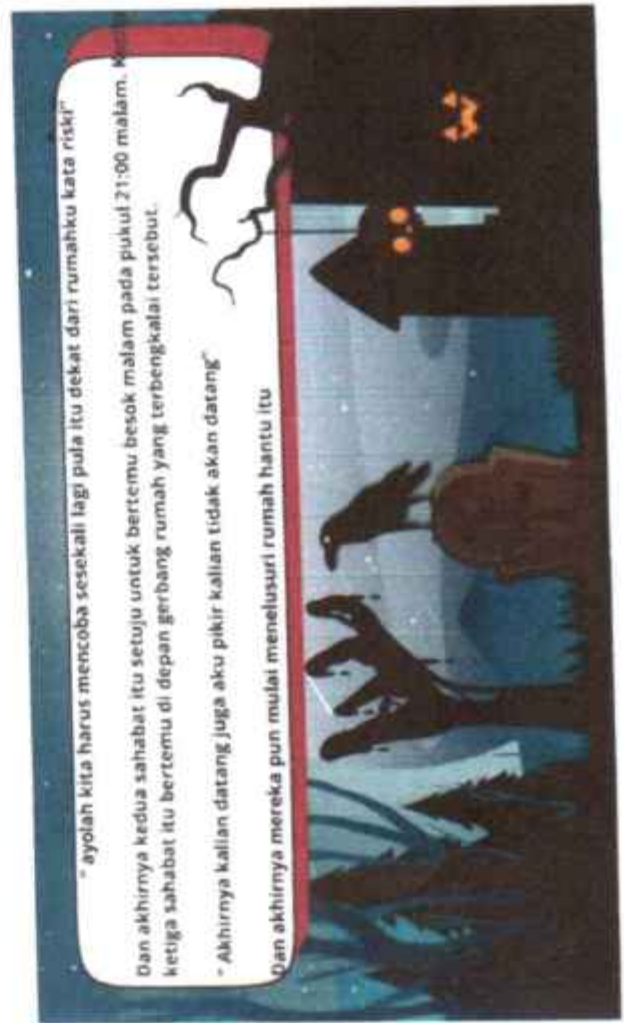 " ayolah kita harus mencoba sesekali lagi pula itu dekat dari rumahku kata riski"
Dan akhirnya kedua sahabat itu setuju untuk bertemu besok malam pada pukul 21:00 malam.
ketiga sahabat itu bertemu di depan gerbang rumah yang terbengkalai tersebut.
" Akhirnya kalian datang juga aku pikir kalian tidak akan datang"
Dan akhirnya mereka pun mulai menelusuri rumah hantu itu